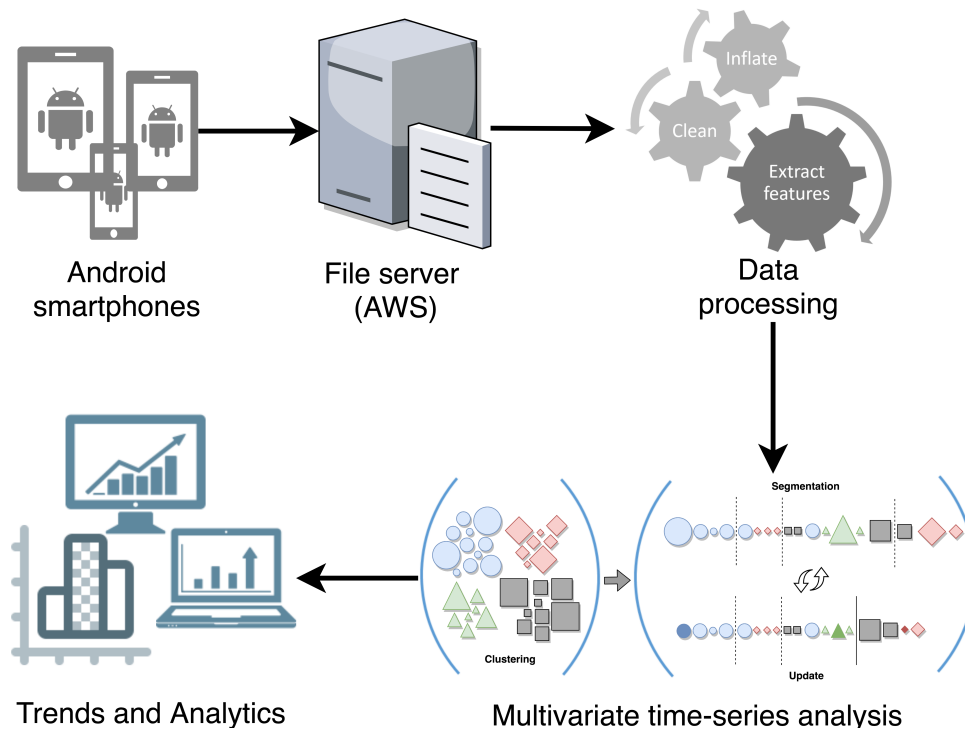 Inflate
Clean
Extract
features
Android
smartphones
File server
(AWS)
Data
processing
Segmentation
Clustering
Update
Trends and Analytics
Multivariate time-series analysis